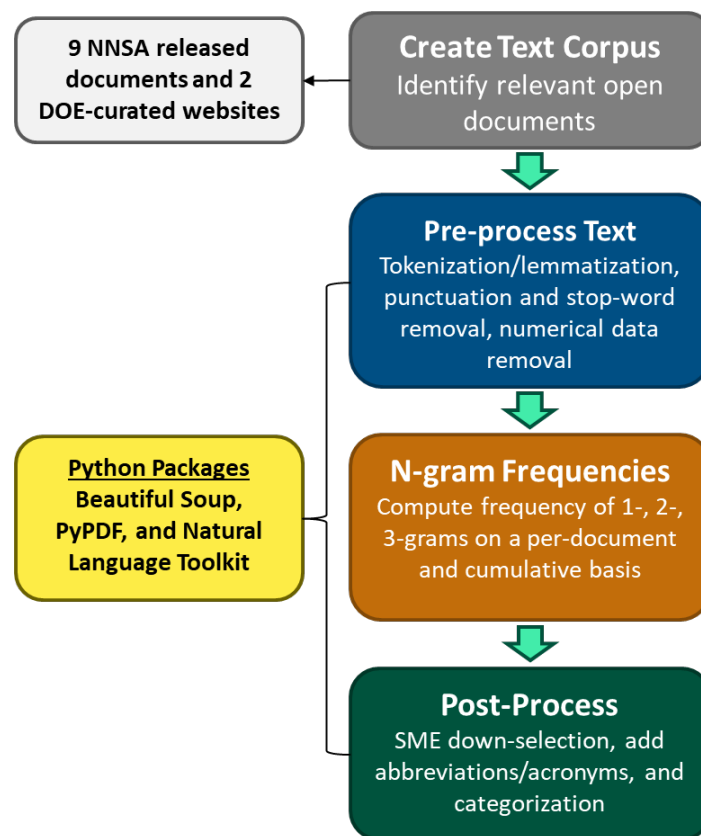 9 NNSA released
documents and 2
DOE-curated websites
Create Text Corpus
Identify relevant open
documents
Pre-process Text
Tokenization/lemmatization,
punctuation and stop-word
removal, numerical data
removal
Python Packages
Beautiful Soup,
PyPDF, and Natural
Language Toolkit
N-gram Frequencies
Compute frequency of 1-, 2-,
3-grams on a per-document
and cumulative basis
Post-Process
SME down-selection, add
abbreviations/acronyms, and
categorization